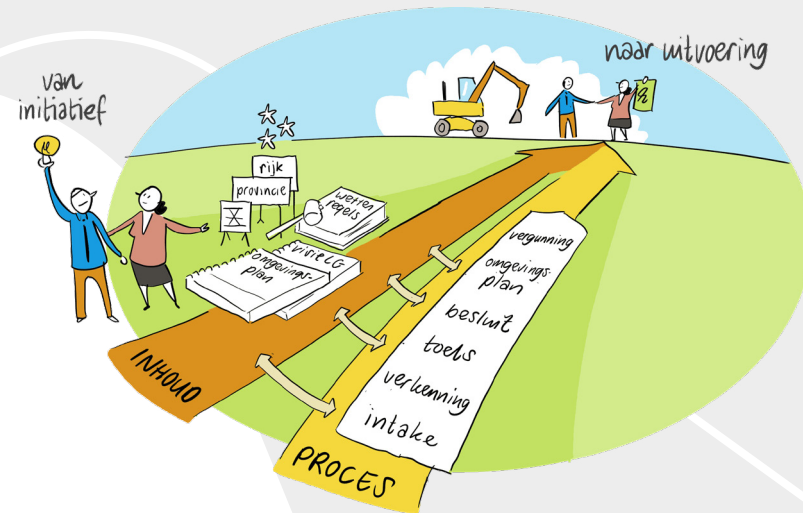 van
initiatief
naar uitvoering
rijk
provincie
wetten
regels
visie LG
omgevings-
plan
INHOUD
vergunning
omgevings-
plan
besluit
toets
verkenning
intake
PROCES